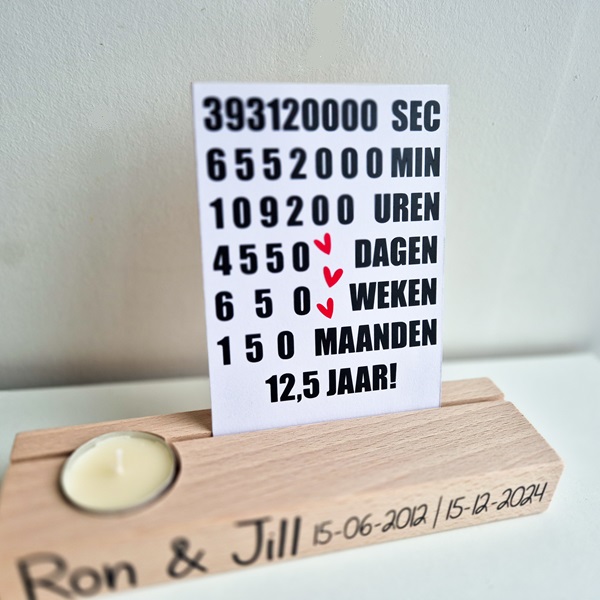 393120000 SEC
6552000 MIN
109200 UREN
4550 DAGEN
650 WEKEN
150 MAANDEN
12,5 JAAR!
Ron & Jill 15-06-2012 | 15-12-2024